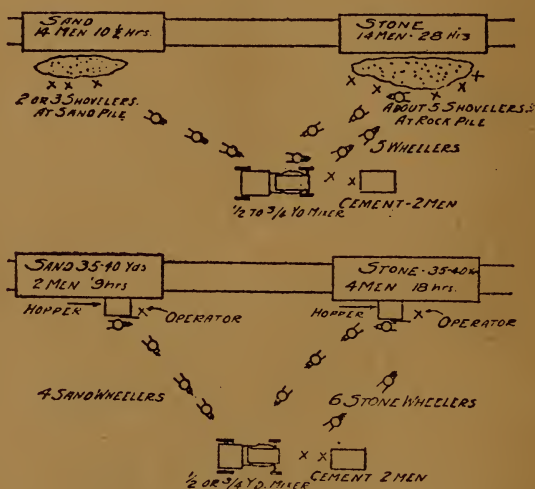 SAND
14 MEN 10½ Hrs.
STONE
14 MEN - 28 Hrs
2 OR 3 SHOVELERS.
AT SAND PILE
ABOUT 5 SHOVELERS
AT ROCK PILE
5 WHEELERS
½ TO ¾ YD MIXER
CEMENT-2 MEN
SAND 35-40 Yds
2 MEN 9 hrs
STONE - 35-40
4 MEN 18 hrs.
HOPPER
OPERATOR
HOPPER
OPERATOR
4 SAND WHEELERS
6 STONE WHEELERS
½ OR ¾ YD. MIXER
CEMENT 2 MEN